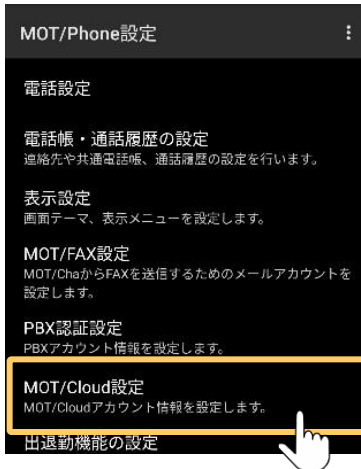 MOT/Phone設定
電話設定
電話帳・通話履歴の設定
連絡先や共通電話帳、通話履歴の設定を行います。
表示設定
画面テーマ、表示メニューを設定します。
MOT/FAX設定
MOT/ChaからFAXを送信するためのメールアカウントを
設定します。
PBX認証設定
PBXアカウント情報を設定します。
MOT/Cloud設定
MOT/Cloudアカウント情報を設定します。
出退勤機能の設定